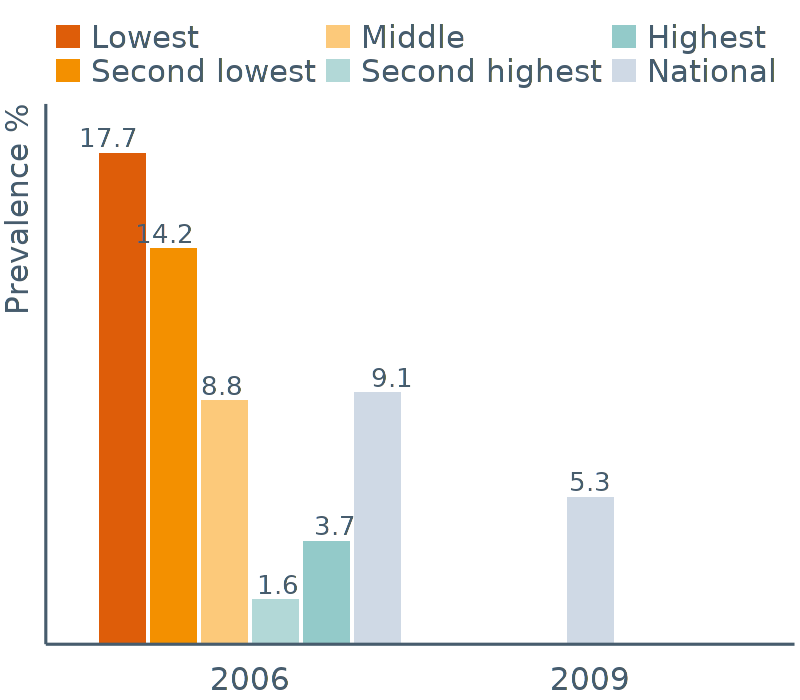 Lowest Middle Highest
Second lowest Second highest National
Prevalence %
17.7
14.2
8.8
1.6
3.7
9.1
5.3
2006 2009